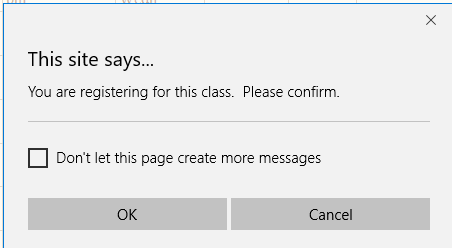 This site says...
You are registering for this class.  Please confirm.
Don't let this page create more messages
OK
Cancel